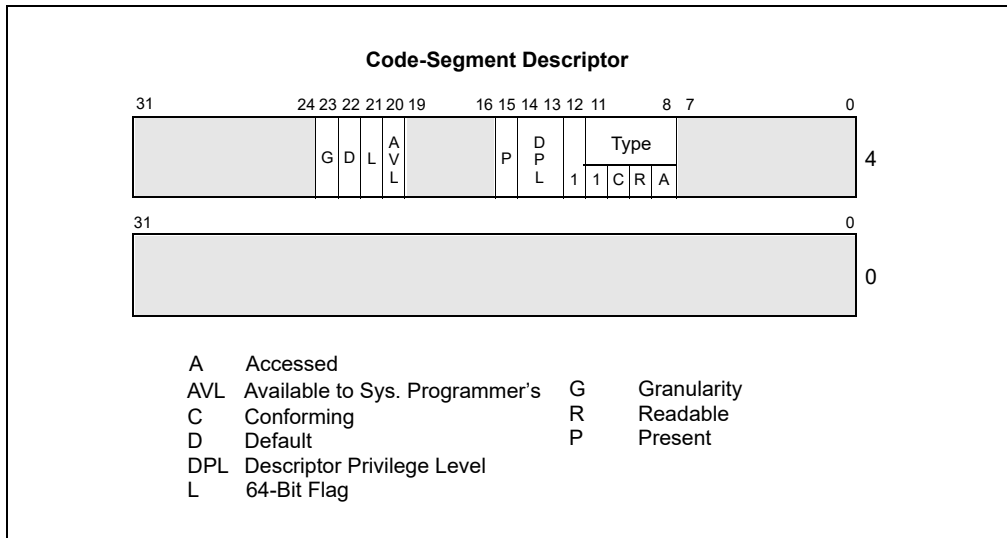 Code-Segment Descriptor
31 24 23 22 21 20 19 16 15 14 13 12 11 8 7 0
G D L AVL P DPL 1 Type 4
1 C R A
31 0
0
A Accessed
AVL Available to Sys. Programmer's G Granularity
C Conforming R Readable
D Default P Present
DPL Descriptor Privilege Level
L 64-Bit Flag